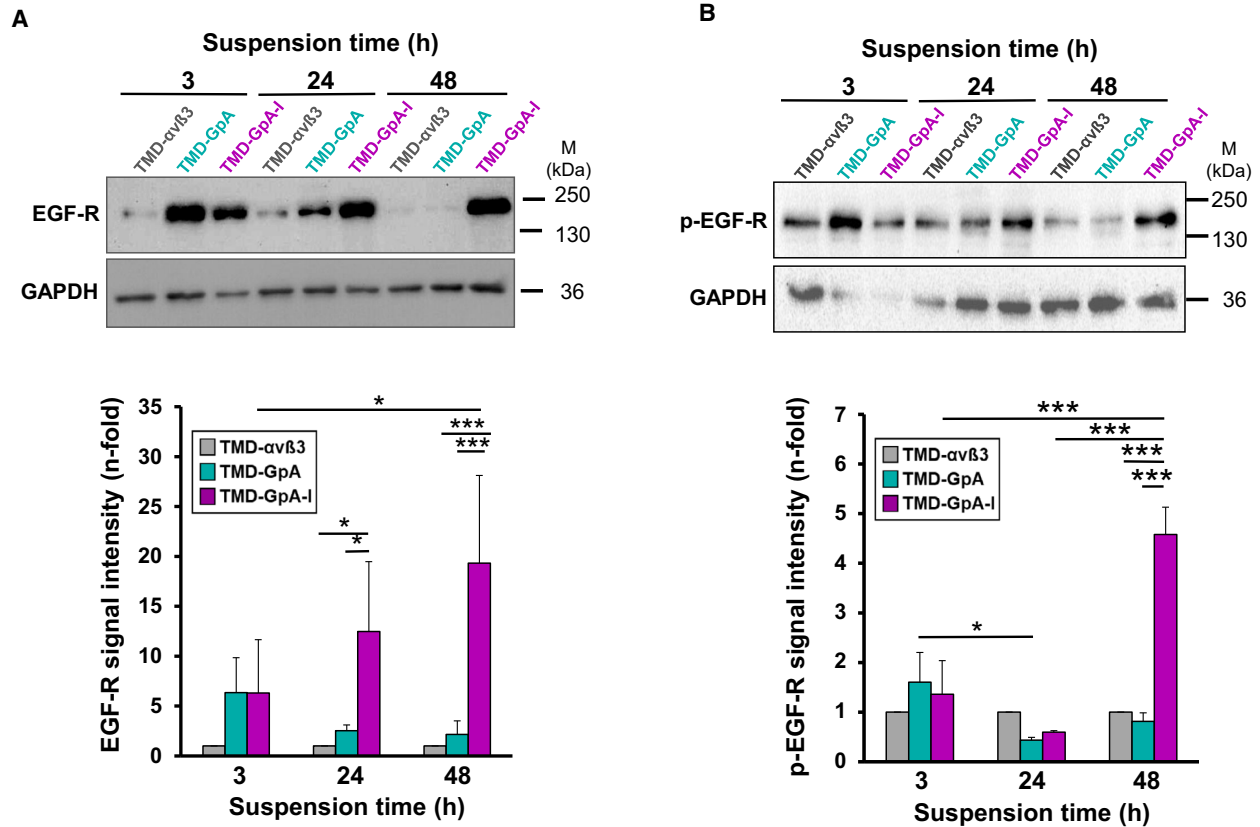 A
Suspension time (h)
3 24 48
TMD-αvß3 TMD-GpA TMD-GpA-I TMD-αvß3 TMD-GpA TMD-GpA-I TMD-αvß3 TMD-GpA TMD-GpA-I
M
(kDa)
EGF-R
250
130
GAPDH
36
EGF-R signal intensity (n-fold)
35
30
25
20
15
10
5
0
TMD-αvß3
TMD-GpA
TMD-GpA-I
*
***
***
*
*
3 24 48
Suspension time (h)
B
Suspension time (h)
3 24 48
TMD-αvß3 TMD-GpA TMD-GpA-I TMD-αvß3 TMD-GpA TMD-GpA-I TMD-αvß3 TMD-GpA TMD-GpA-I
M
(kDa)
p-EGF-R
250
130
GAPDH
36
p-EGF-R signal intensity (n-fold)
7
6
5
4
3
2
1
0
TMD-αvß3
TMD-GpA
TMD-GpA-I
***
***
***
***
*
3 24 48
Suspension time (h)